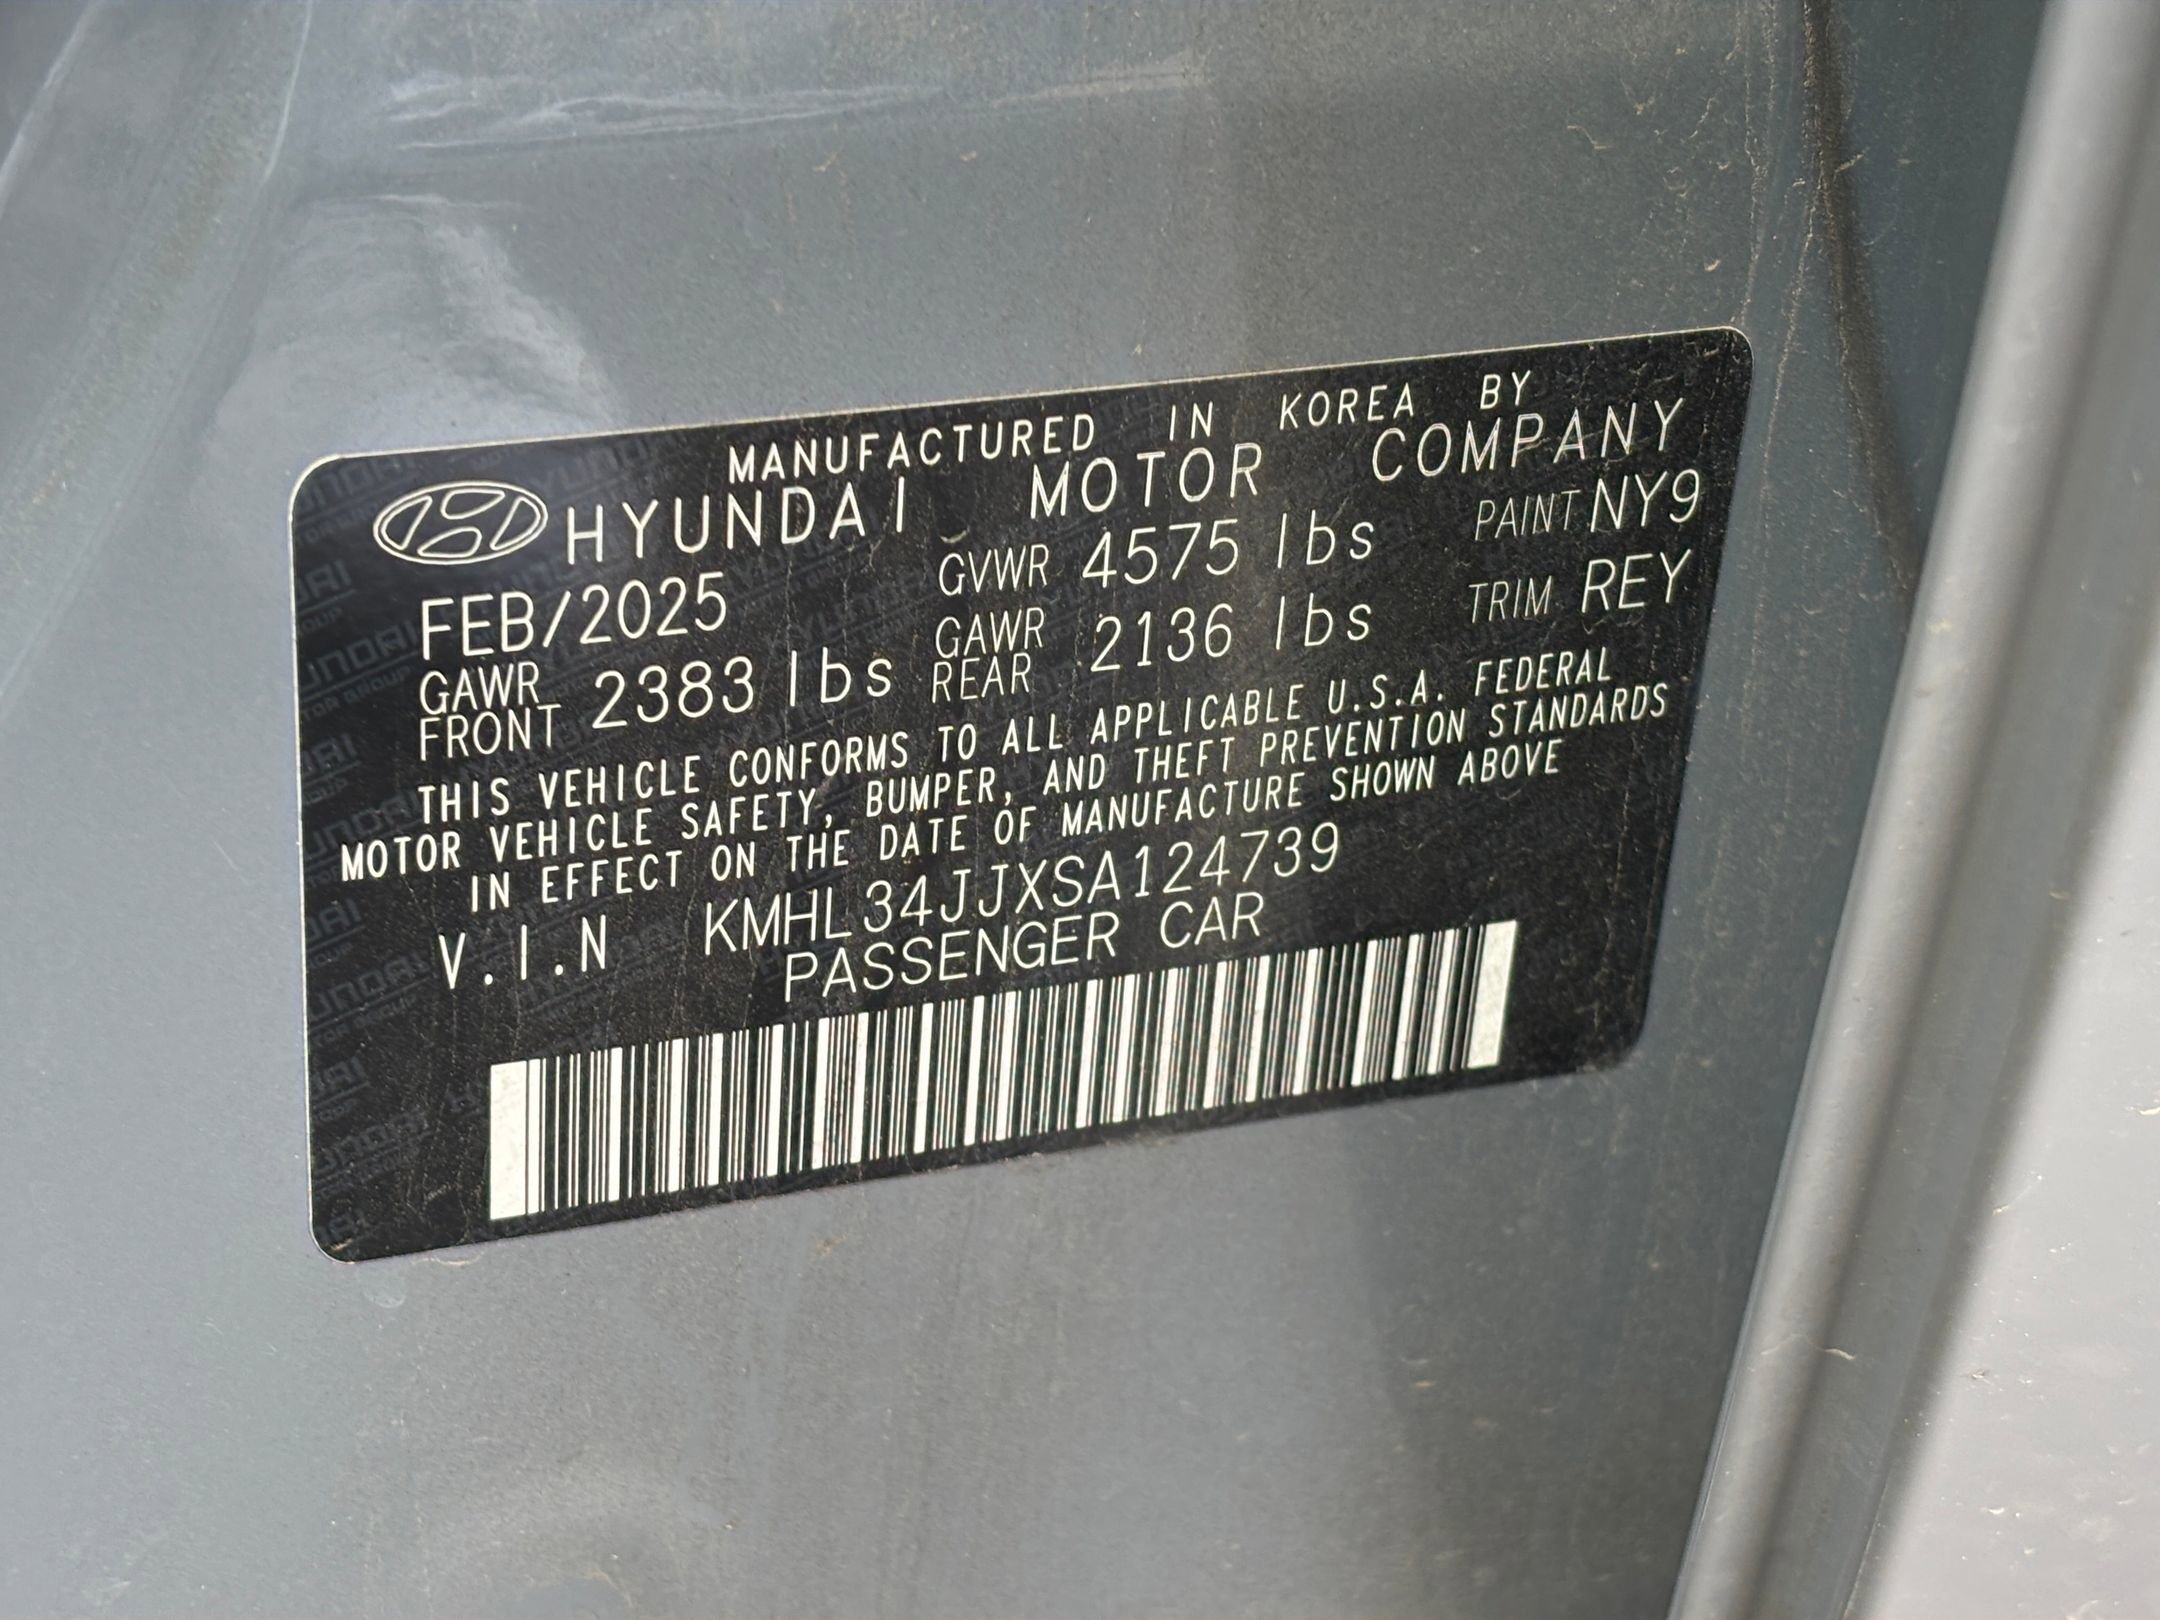 MANUFACTURED IN KOREA BY
HYUNDAI MOTOR COMPANY
FEB/2025 GVWR 4575 lbs PAINT NY9
GAWR FRONT 2383 lbs GAWR REAR 2136 lbs TRIM REY
THIS VEHICLE CONFORMS TO ALL APPLICABLE U.S.A. FEDERAL
MOTOR VEHICLE SAFETY, BUMPER, AND THEFT PREVENTION STANDARDS
IN EFFECT ON THE DATE OF MANUFACTURE SHOWN ABOVE
V.I.N KMHL34JJXSA124739
PASSENGER CAR